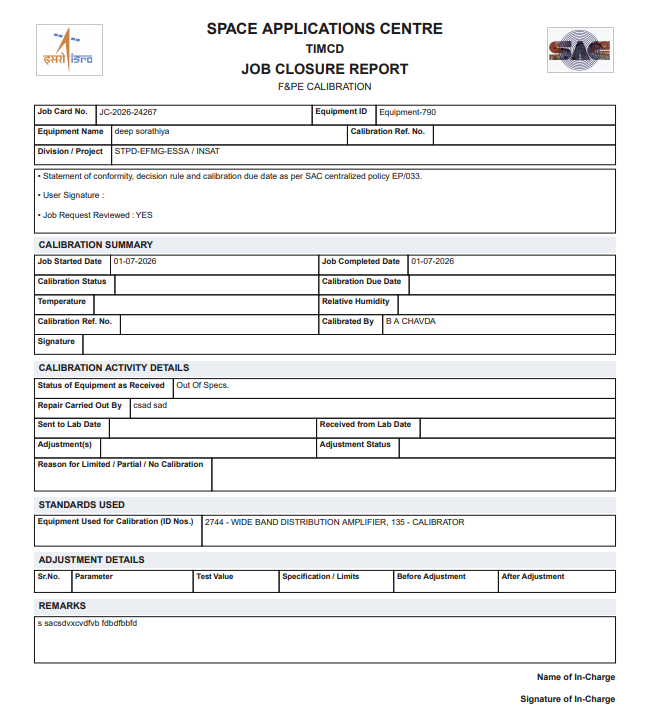 SPACE APPLICATIONS CENTRE
TIMCD
JOB CLOSURE REPORT
F&PE CALIBRATION
इसरो isro
SAC
Job Card No. JC-2026-24267 Equipment ID Equipment-790
Equipment Name deep sorathiya Calibration Ref. No.
Division / Project STPD-EFMG-ESSA / INSAT
• Statement of conformity, decision rule and calibration due date as per SAC centralized policy EP/033.
• User Signature :
• Job Request Reviewed : YES
CALIBRATION SUMMARY
Job Started Date 01-07-2026 Job Completed Date 01-07-2026
Calibration Status Calibration Due Date
Temperature Relative Humidity
Calibration Ref. No. Calibrated By B A CHAVDA
Signature
CALIBRATION ACTIVITY DETAILS
Status of Equipment as Received Out Of Specs.
Repair Carried Out By csad sad
Sent to Lab Date Received from Lab Date
Adjustment(s) Adjustment Status
Reason for Limited / Partial / No Calibration
STANDARDS USED
Equipment Used for Calibration (ID Nos.) 2744 - WIDE BAND DISTRIBUTION AMPLIFIER, 135 - CALIBRATOR
ADJUSTMENT DETAILS
Sr.No. Parameter Test Value Specification / Limits Before Adjustment After Adjustment
REMARKS
s sacsdvxcvdfvb fdbdfbbfd
Name of In-Charge
Signature of In-Charge